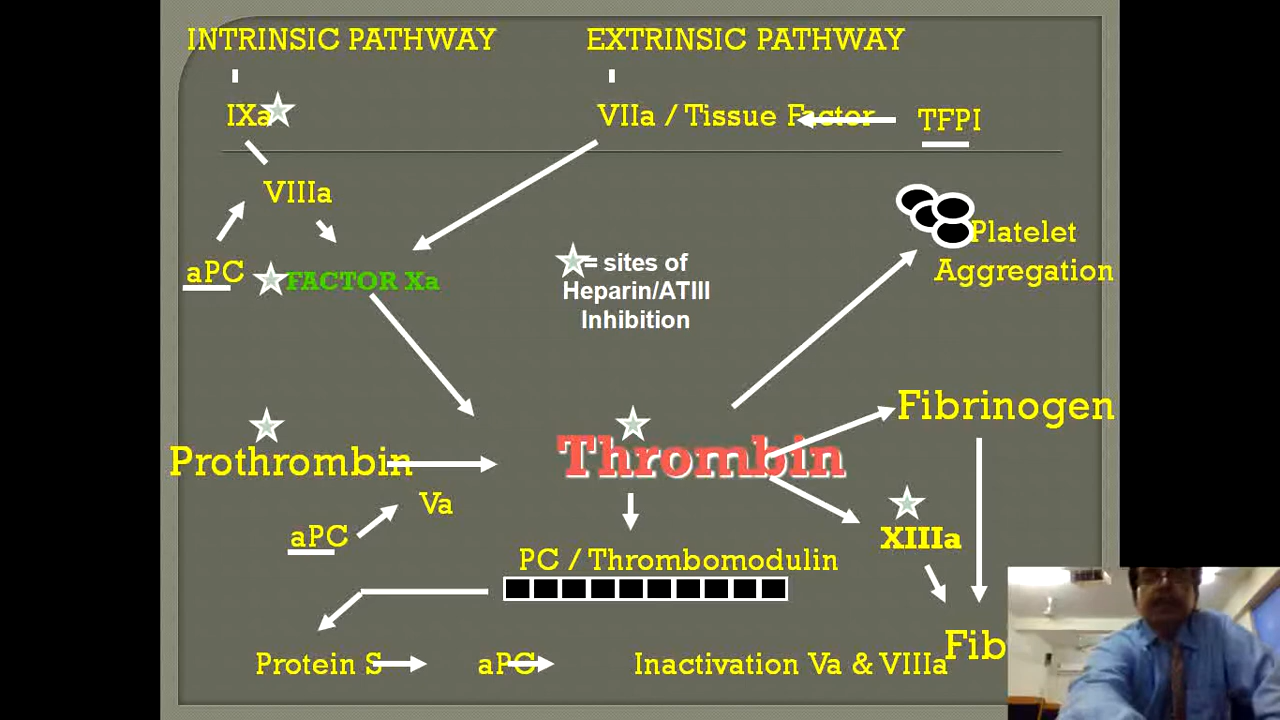 INTRINSIC PATHWAY
EXTRINSIC PATHWAY
IXa
VIIa / Tissue Factor
TFPI
VIIIa
Platelet
Aggregation
aPC
FACTOR Xa
= sites of
Heparin/ATIII
Inhibition
Fibrinogen
Prothrombin
Thrombin
Va
aPC
XIIIa
PC / Thrombomodulin
Protein S
aPC
Inactivation Va & VIIIa
Fib